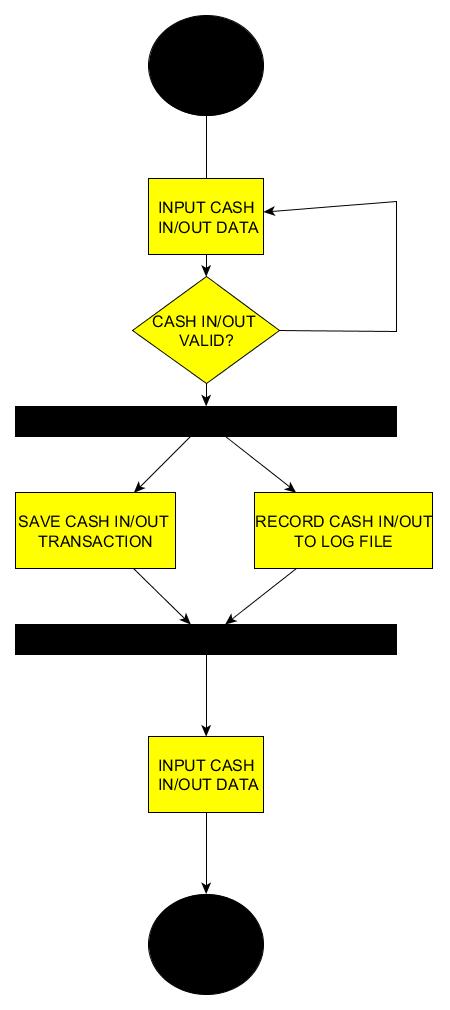 INPUT CASH
IN/OUT DATA
CASH IN/OUT
VALID?
SAVE CASH IN/OUT
TRANSACTION
RECORD CASH IN/OUT
TO LOG FILE
INPUT CASH
IN/OUT DATA